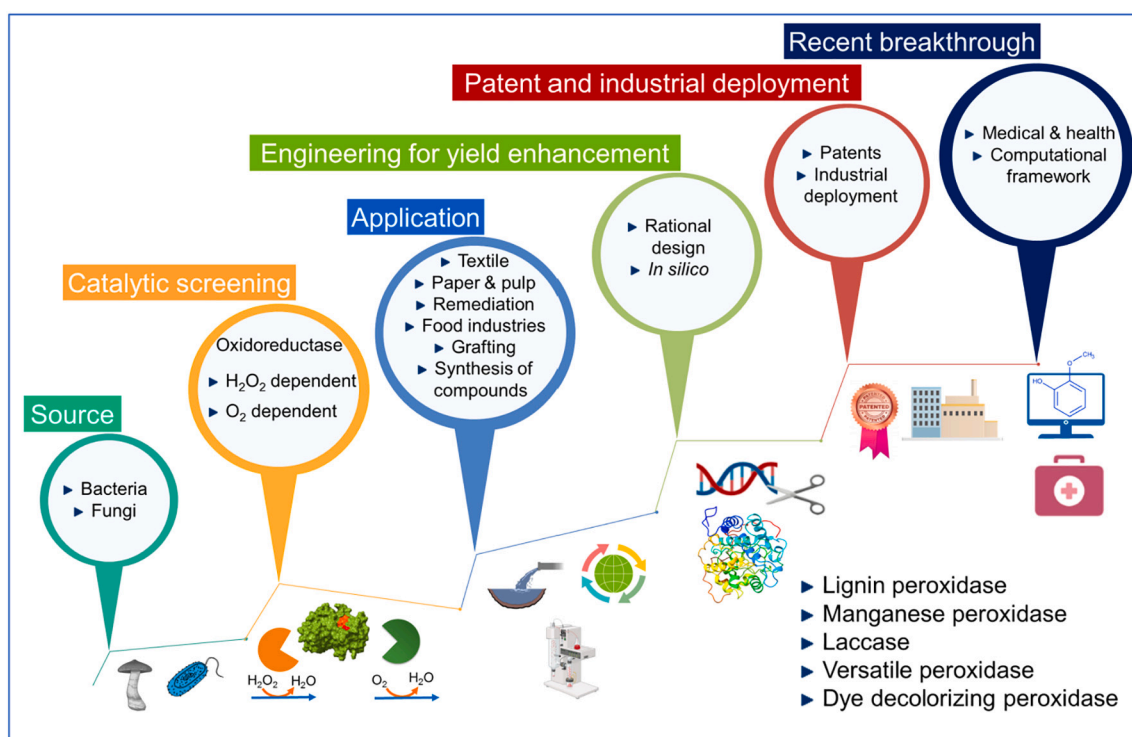 Recent breakthrough
Medical & health
Computational
framework
Patent and industrial deployment
Patents
Industrial
deployment
Engineering for yield enhancement
Rational
design
In silico
Application
Textile
Paper & pulp
Remediation
Food industries
Grafting
Synthesis of
compounds
Catalytic screening
Oxidoreductase
H₂O₂ dependent
O₂ dependent
Source
Bacteria
Fungi
H₂O₂ H₂O
O₂ H₂O
PATENTED
HO
O
CH₃
Lignin peroxidase
Manganese peroxidase
Laccase
Versatile peroxidase
Dye decolorizing peroxidase